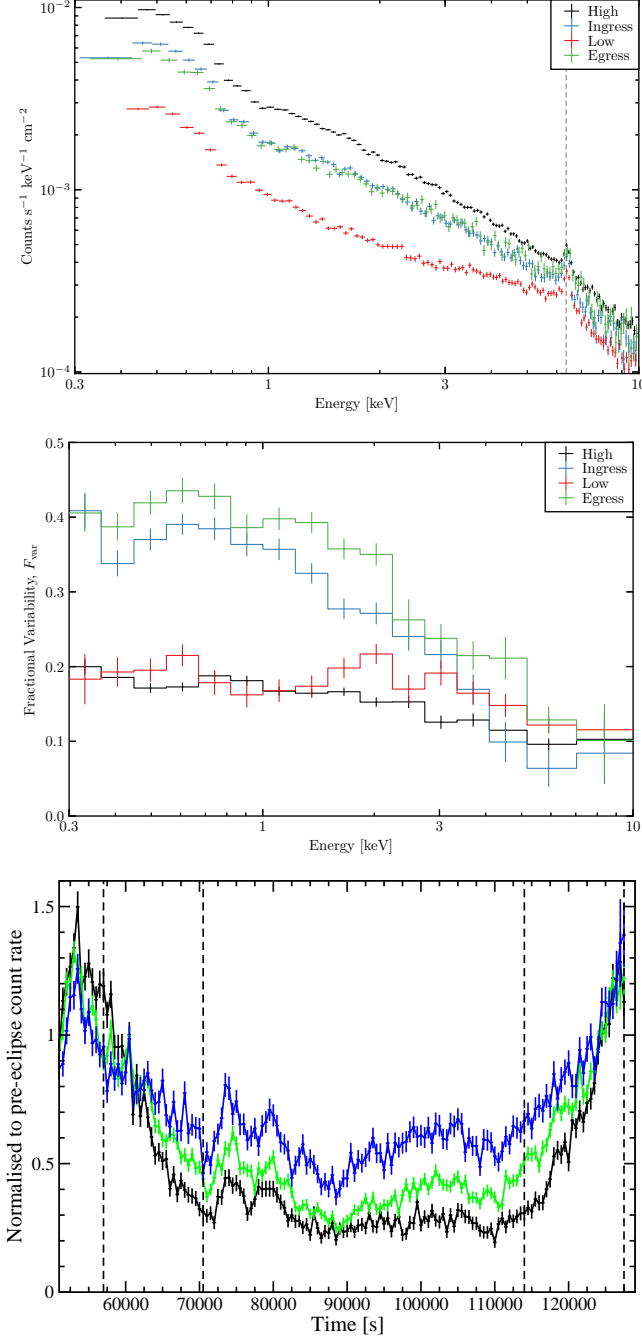 10⁻²
10⁻³
10⁻⁴
Counts s⁻¹ keV⁻¹ cm⁻²
High
Ingress
Low
Egress
0.3
1
3
10
Energy [keV]
0.5
0.4
0.3
0.2
0.1
0.0
Fractional Variability, F_var
High
Ingress
Low
Egress
0.3
1
3
10
Energy [keV]
1.5
1
0.5
0
Normalised to pre-eclipse count rate
60000 70000 80000 90000 100000 110000 120000
Time [s]